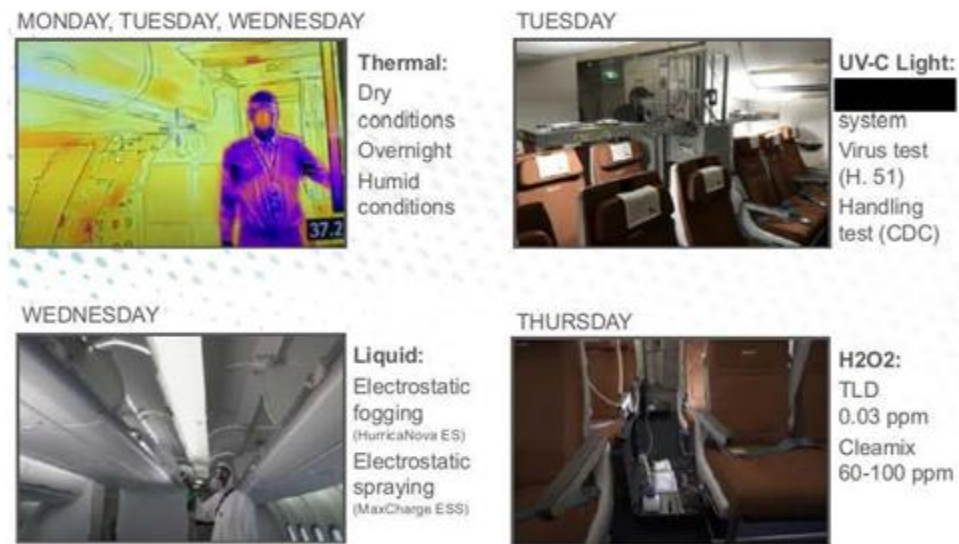 MONDAY, TUESDAY, WEDNESDAY
Thermal:
Dry
conditions
Overnight
Humid
conditions
37.2
TUESDAY
UV-C Light:
system
Virus test
(H. 51)
Handling
test (CDC)
WEDNESDAY
Liquid:
Electrostatic
fogging
(HurricaNova ES)
Electrostatic
spraying
(MaxCharge ESS)
THURSDAY
H2O2:
TLD
0.03 ppm
Cleamix
60-100 ppm